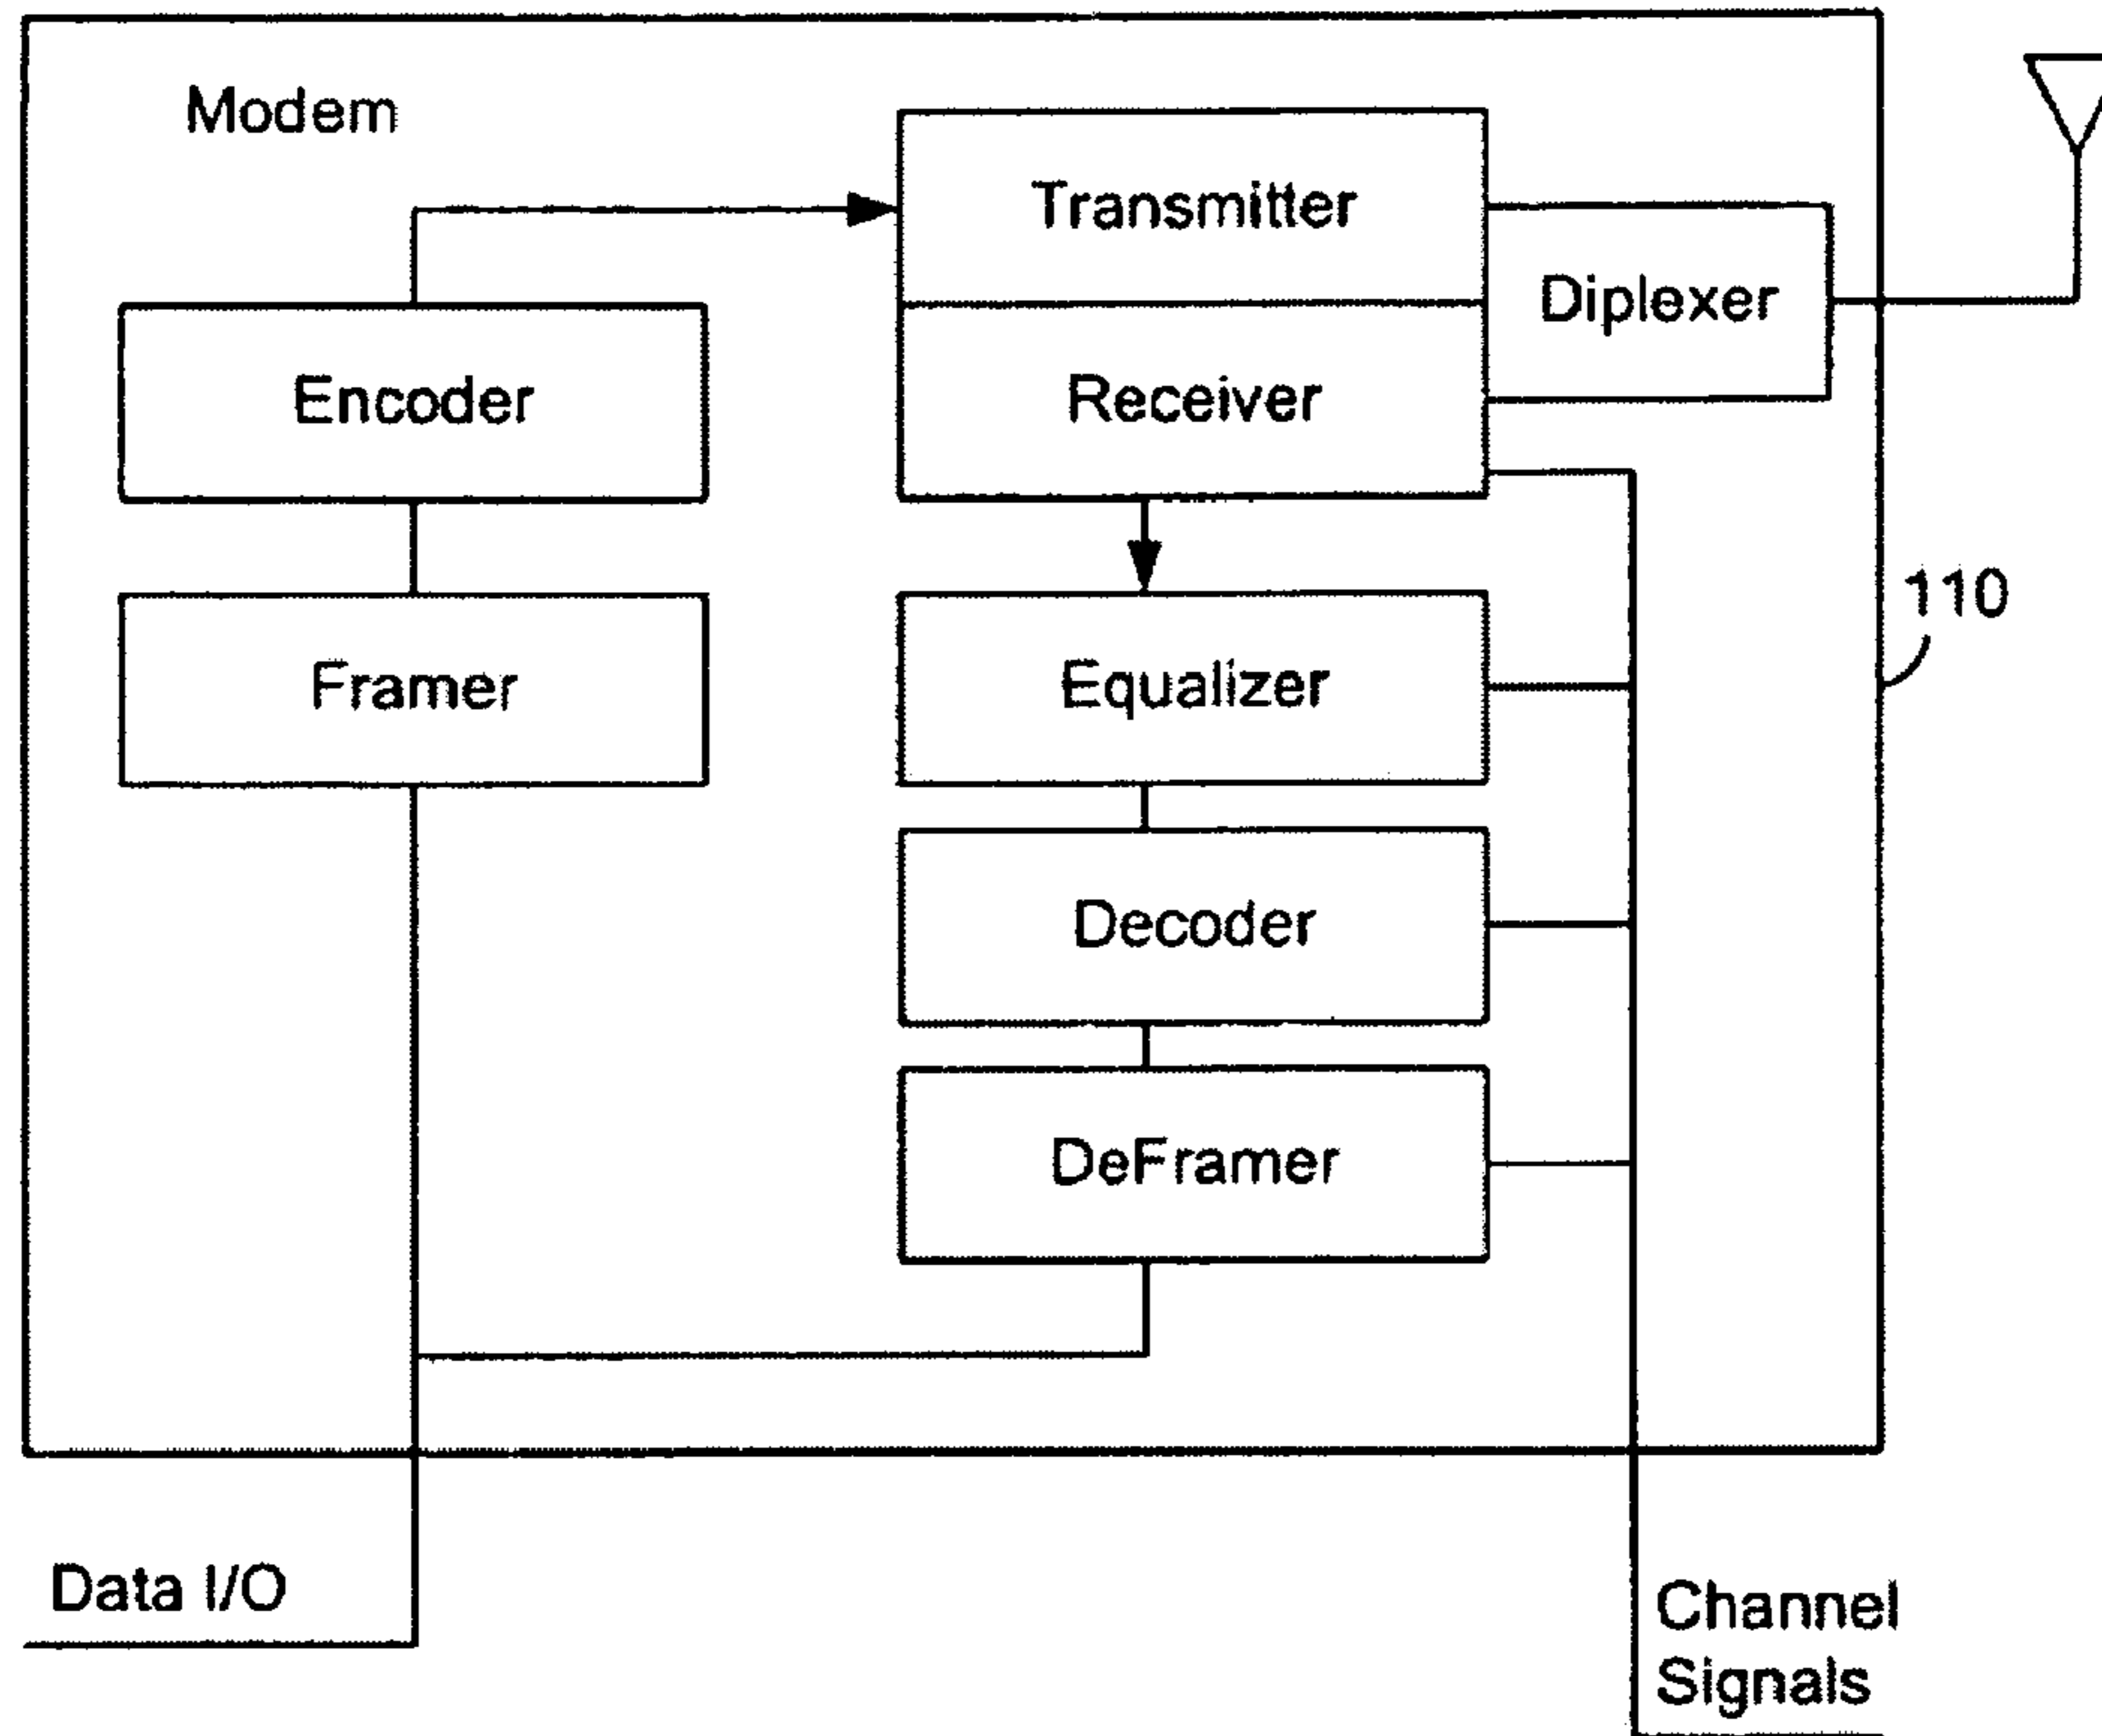 Modem
Transmitter
Diplexer
Encoder
Receiver
110
Framer
Equalizer
Decoder
DeFramer
Data I/O
Channel
Signals